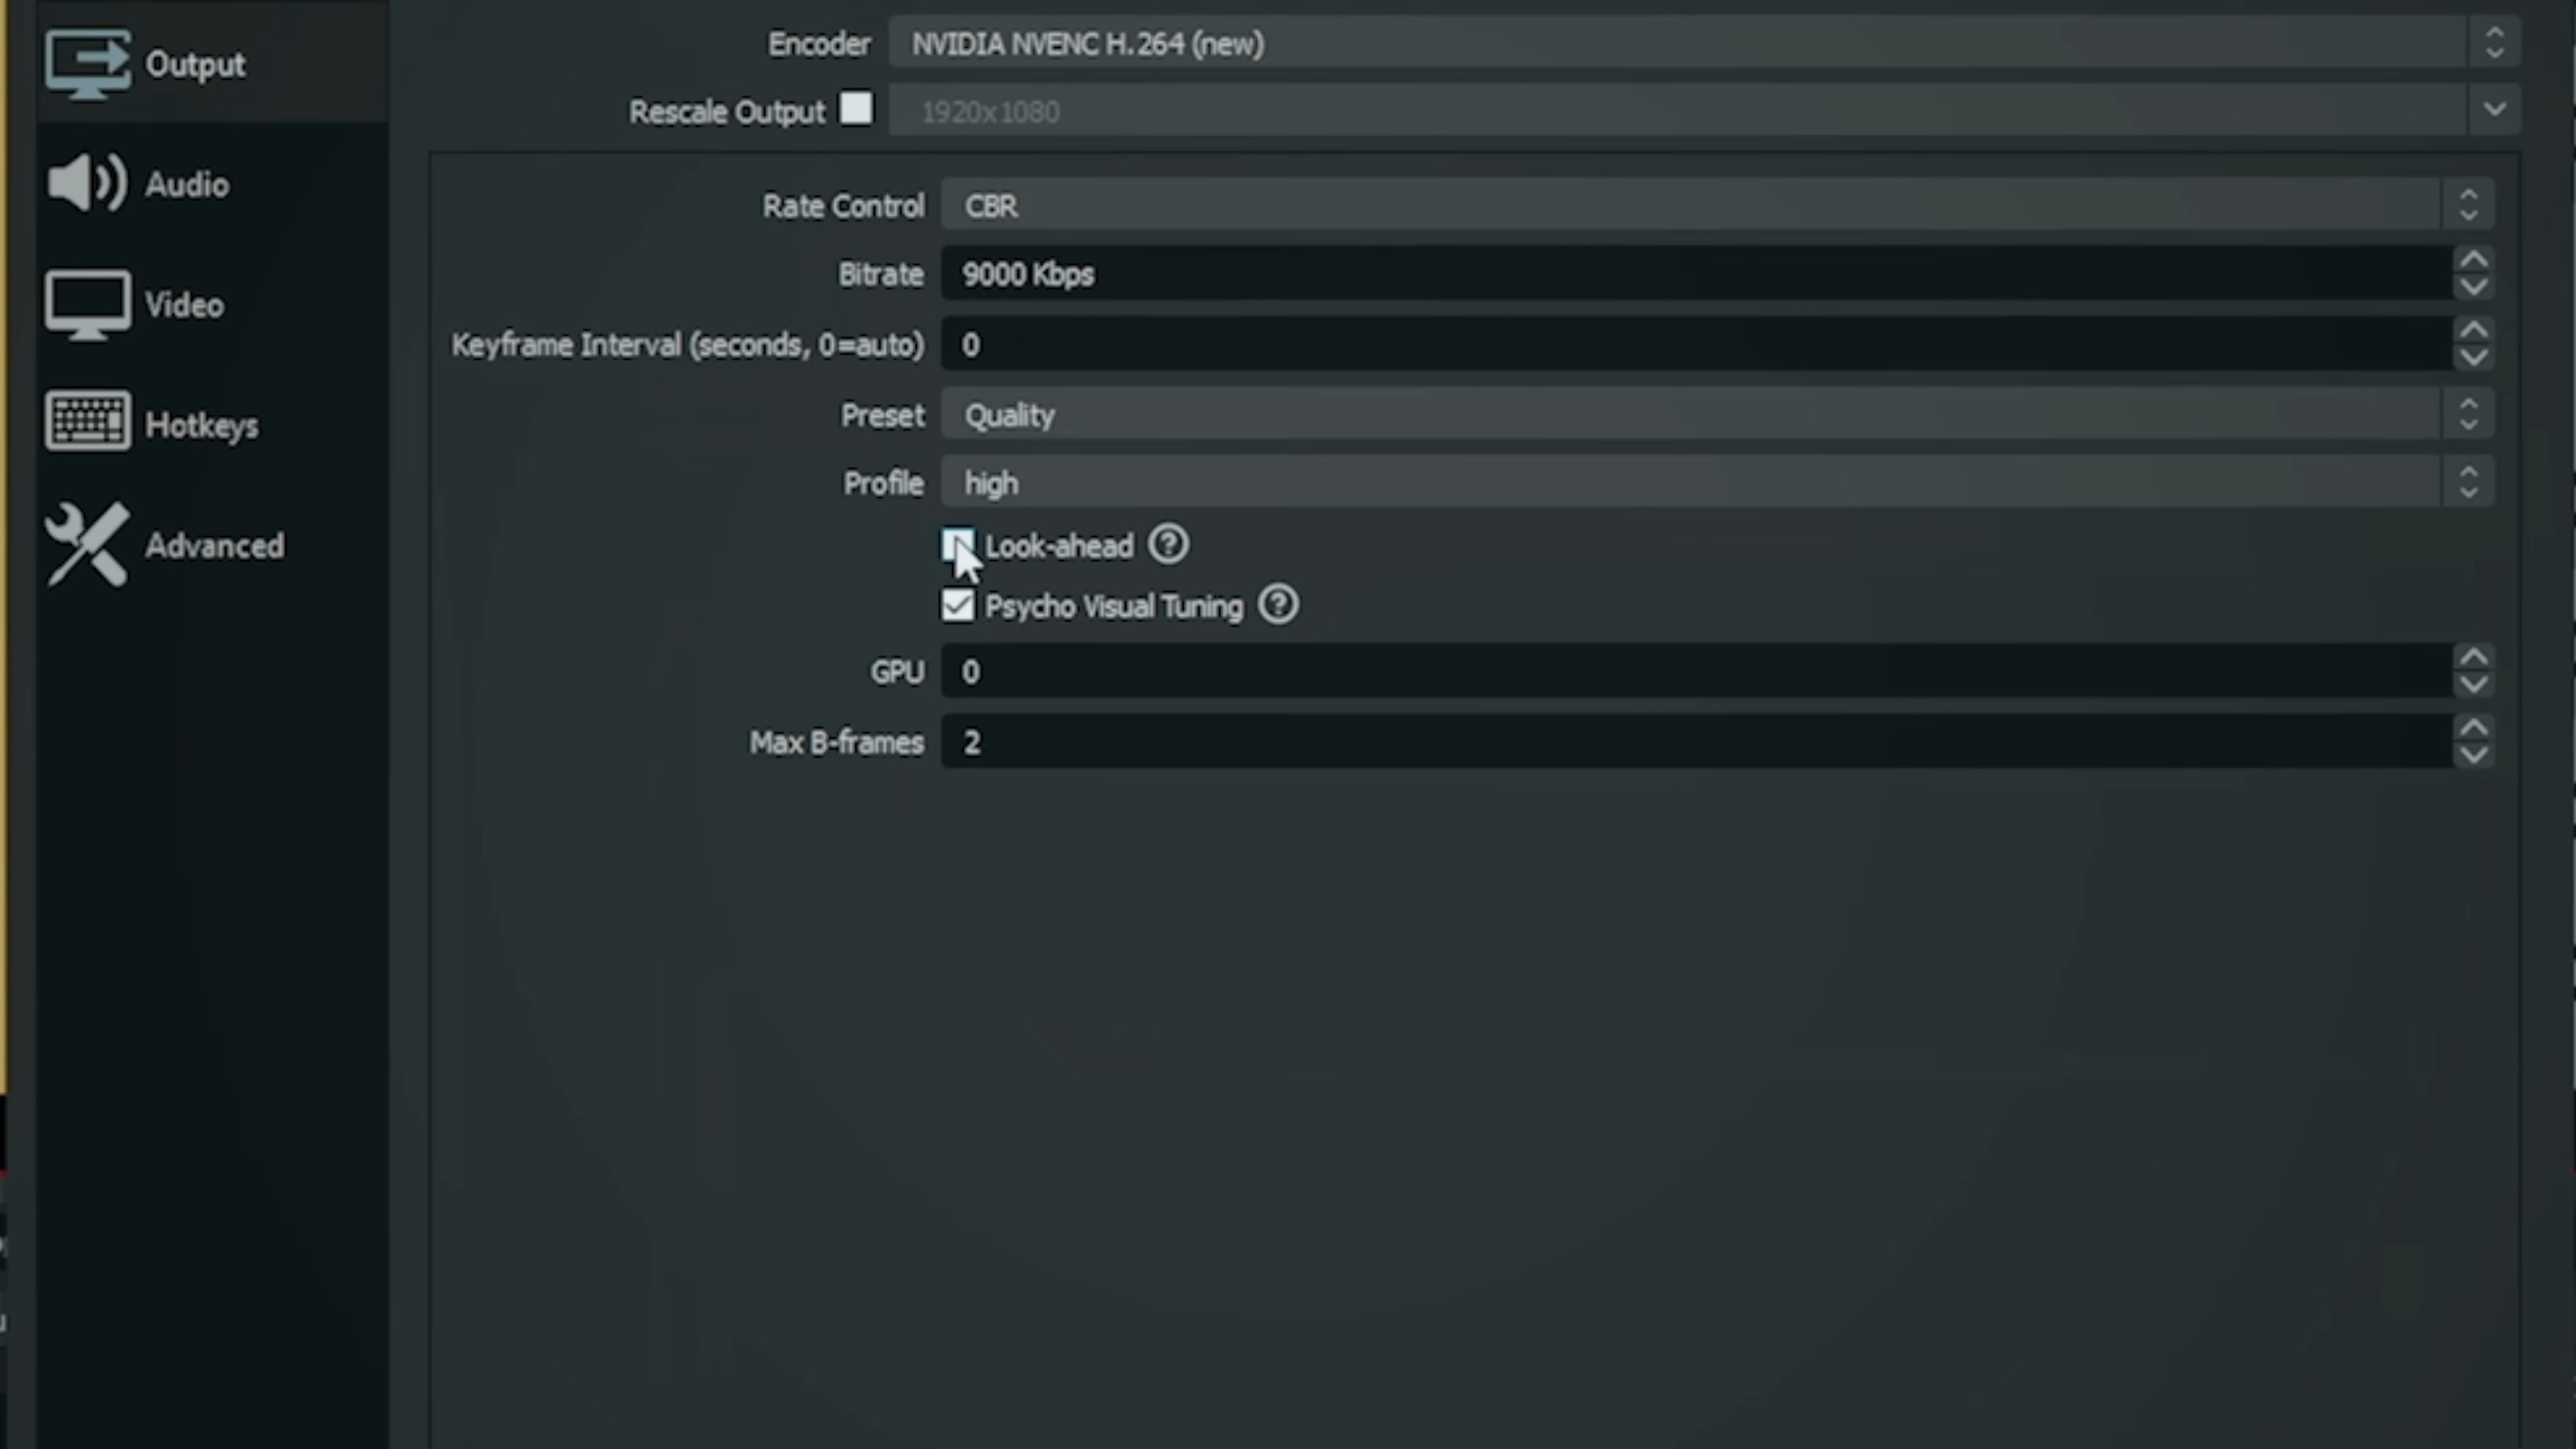 Output
Audio
Video
Hotkeys
Advanced
Encoder NVIDIA NVENC H.264 (new)
Rescale Output 1920x1080
Rate Control CBR
Bitrate 9000 Kbps
Keyframe Interval (seconds, 0=auto) 0
Preset Quality
Profile high
Look-ahead ?
Psycho Visual Tuning ?
GPU 0
Max B-frames 2